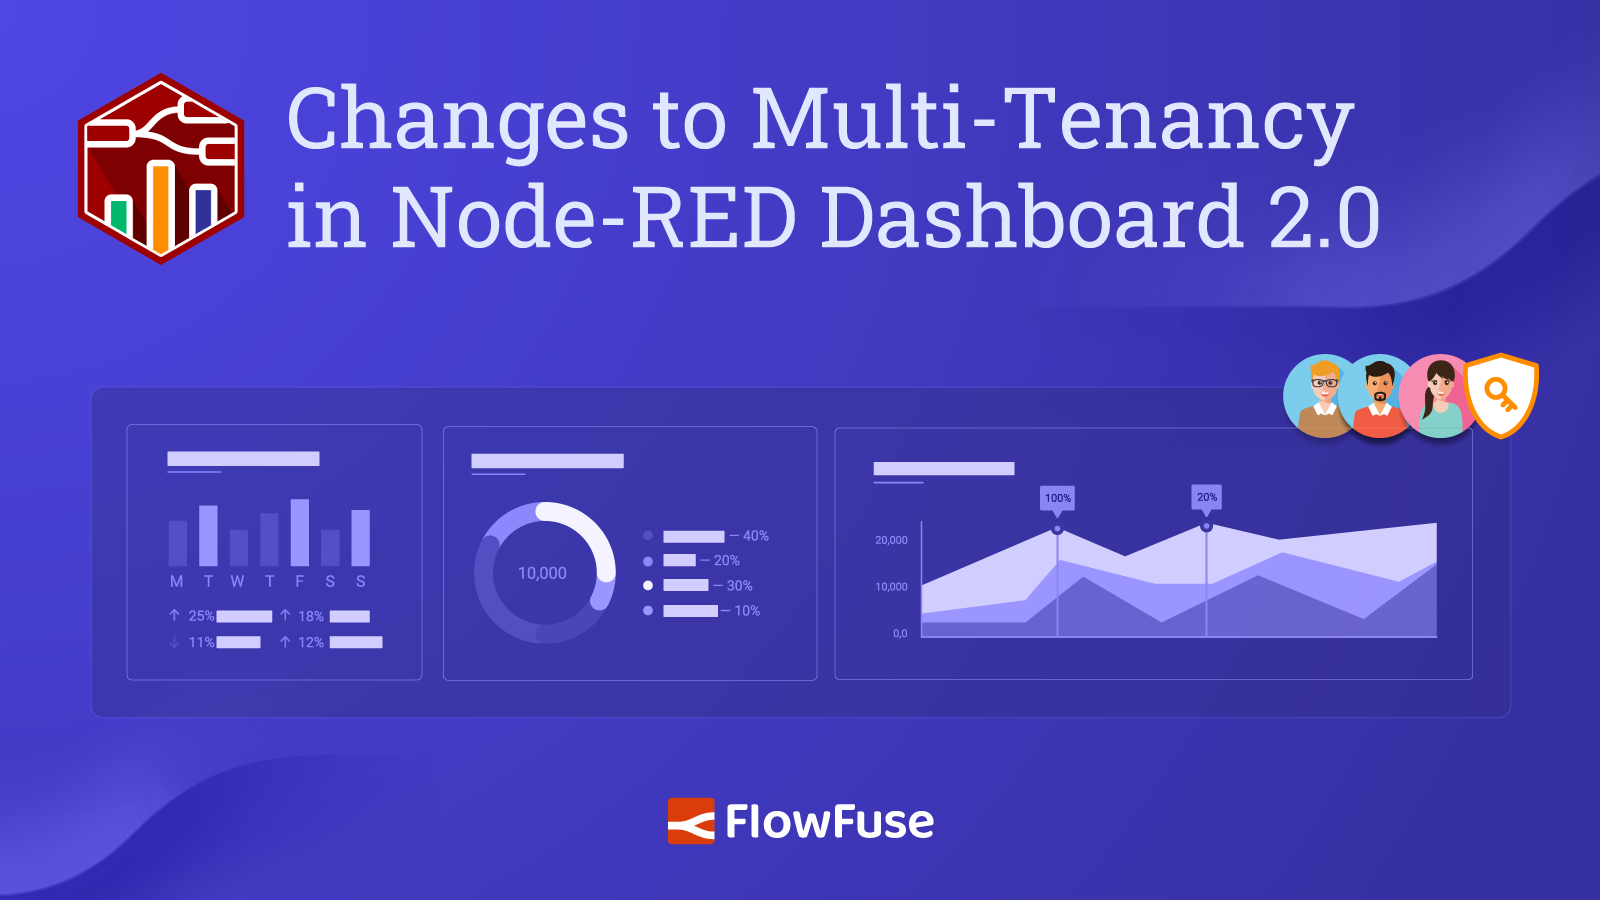 Changes to Multi-Tenancy
in Node-RED Dashboard 2.0
M T W T F S S
25% 18%
11% 12%
10,000
40%
20%
30%
10%
100% 20%
20,000
10,000
0,0
FlowFuse